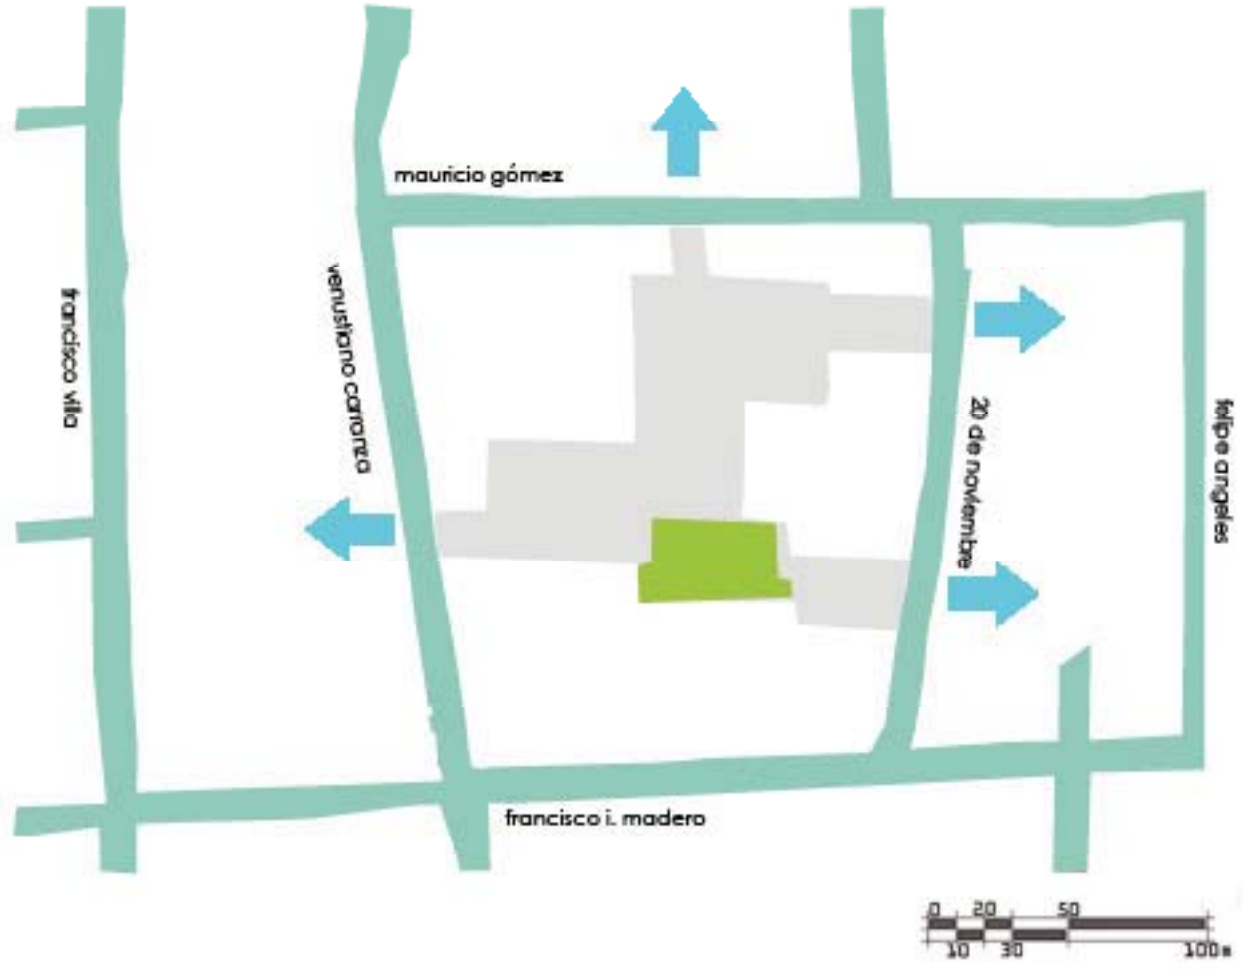 mauricio gómez
venustiano carranza
francisco villa
20 de noviembre
felipe angeles
francisco i. madero
0 20 50
10 30 100m